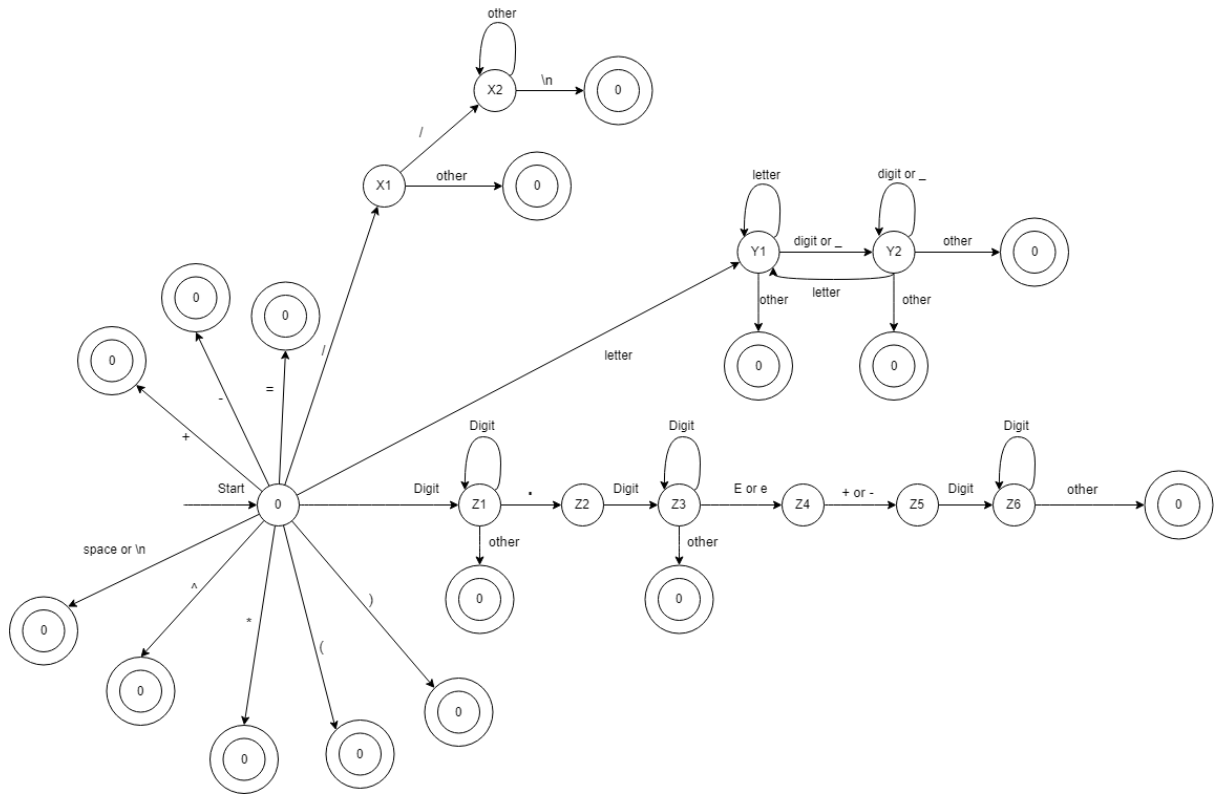 other
X2
\n
0
/
X1
other
0
letter
digit or _
Y1
digit or _
Y2
other
0
letter
other
other
0
0
0
0
0
/
=
-
+
letter
Digit
Digit
Digit
Start
0
Digit
Z1
.
Z2
Digit
Z3
E or e
Z4
+ or -
Z5
Digit
Z6
other
0
other
other
0
0
space or \n
^
*
(
)
0
0
0
0
0